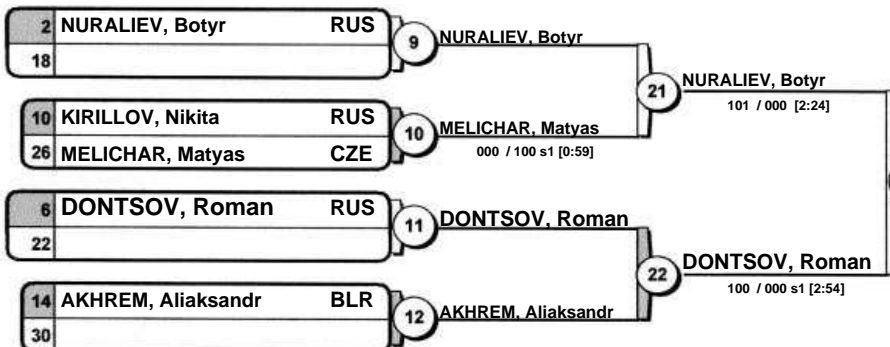 2 NURALIEV, Botyr RUS
18
9
NURALIEV, Botyr
10 KIRILLOV, Nikita RUS
26 MELICHAR, Matyas CZE
10
MELICHAR, Matyas
000 / 100 s1 [0:59]
21
NURALIEV, Botyr
101 / 000 [2:24]
6 DONTSOV, Roman RUS
22
11
DONTSOV, Roman
14 AKHREM, Aliaksandr BLR
30
12
AKHREM, Aliaksandr
22
DONTSOV, Roman
100 / 000 s1 [2:54]